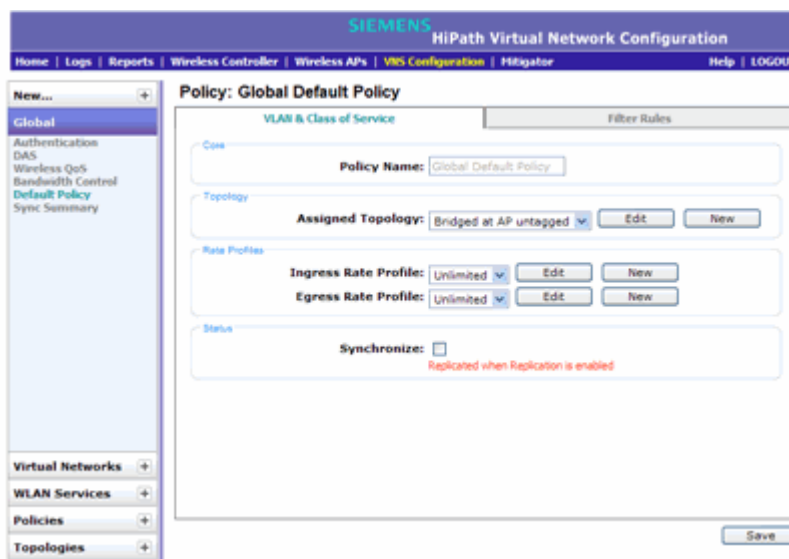 SIEMENS
HiPath Virtual Network Configuration
Home | Logs | Reports | Wireless Controller | Wireless APs | VNS Configuration | Mitigator Help | LOGOU
New... +
Global
Authentication
DAS
Wireless QoS
Bandwidth Control
Default Policy
Sync Summary
Virtual Networks +
WLAN Services +
Policies +
Topologies +
Policy: Global Default Policy
VLAN & Class of Service Filter Rules
Core
Policy Name: Global Default Policy
Topology
Assigned Topology: Bridged at AP untagged Edit New
Rate Profiles
Ingress Rate Profile: Unlimited Edit New
Egress Rate Profile: Unlimited Edit New
Status
Synchronize:
Replicated when Replication is enabled
Save